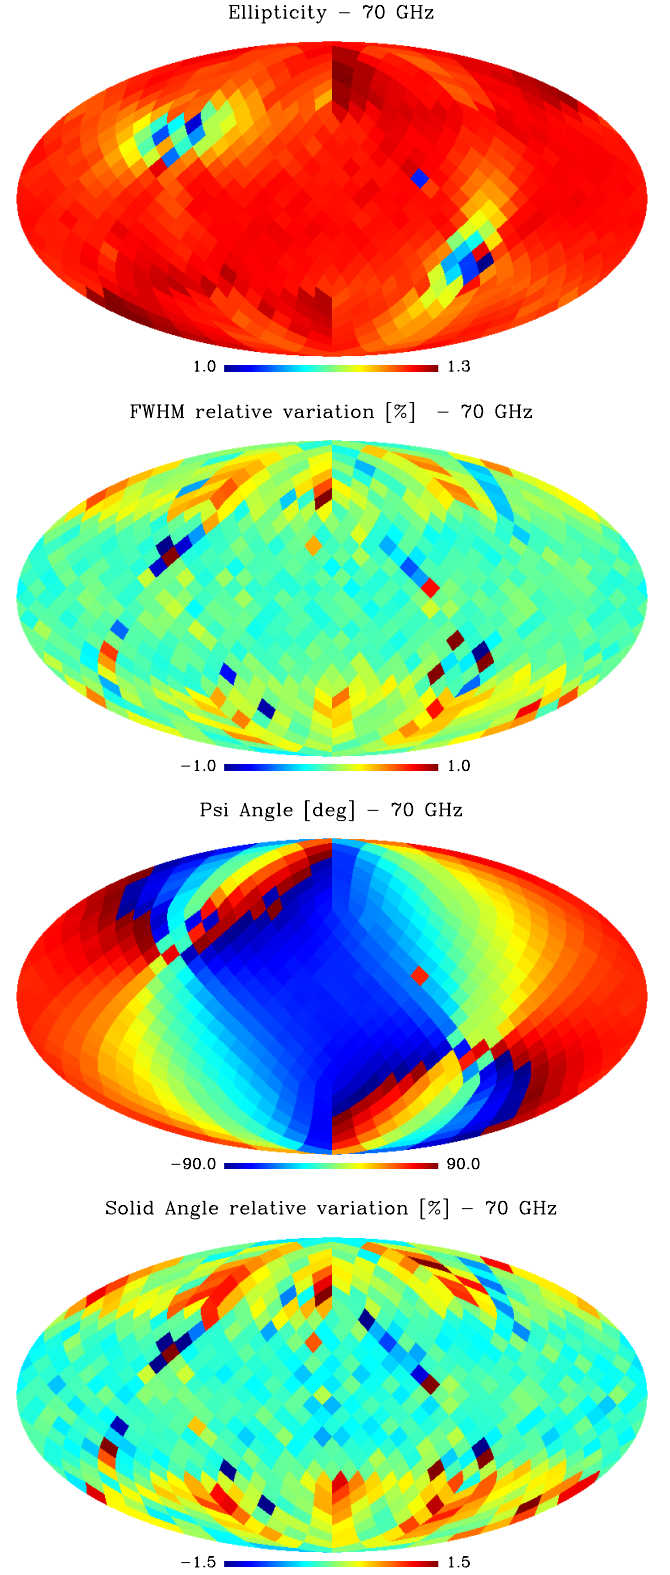 Ellipticity − 70 GHz
1.0 1.3
FWHM relative variation [%] − 70 GHz
−1.0 1.0
Psi Angle [deg] − 70 GHz
−90.0 90.0
Solid Angle relative variation [%] − 70 GHz
−1.5 1.5